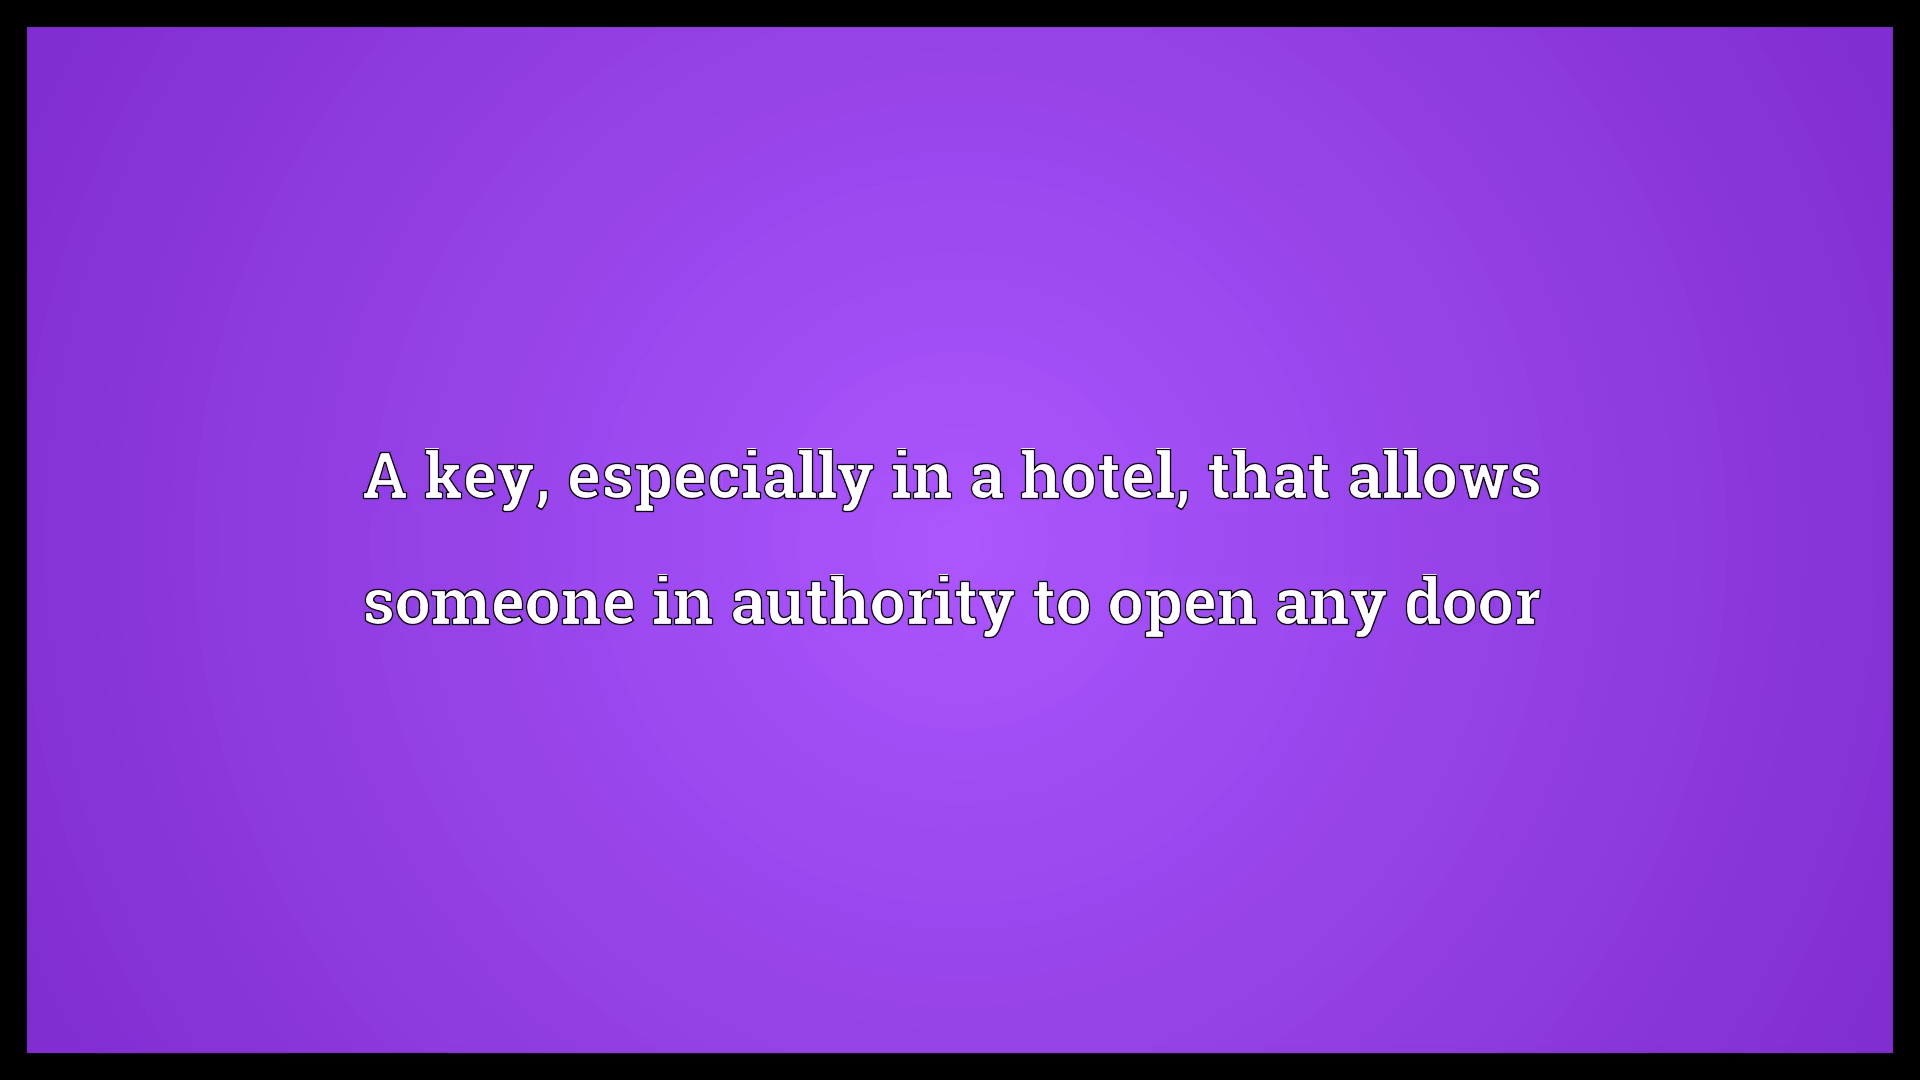 A key, especially in a hotel, that allows
someone in authority to open any door